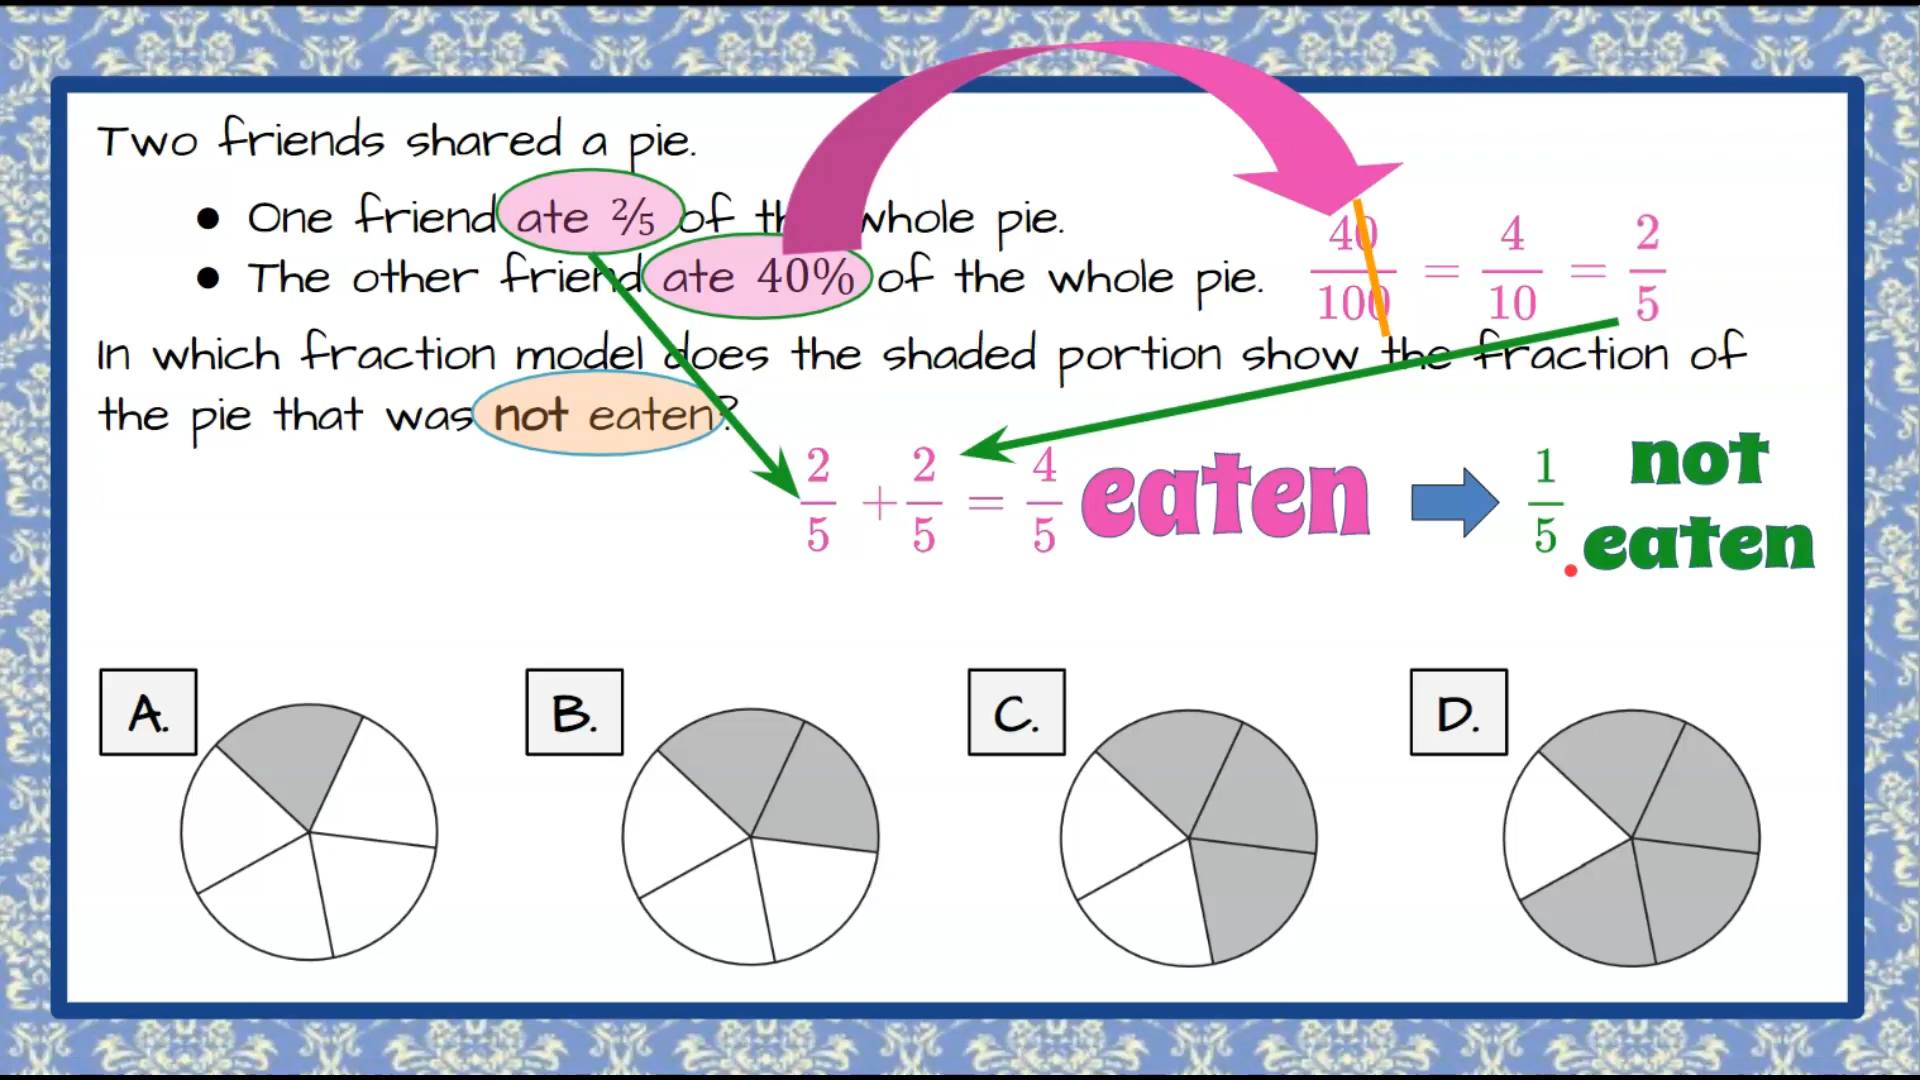 Two friends shared a pie.
● One friend ate ⅖ of th whole pie.
● The other friend ate 40% of the whole pie.
40/100 = 4/10 = 2/5
In which fraction model does the shaded portion show the fraction of
the pie that was not eaten?
2/5 + 2/5 = 4/5 eaten 1/5 not eaten
A. B. C. D.